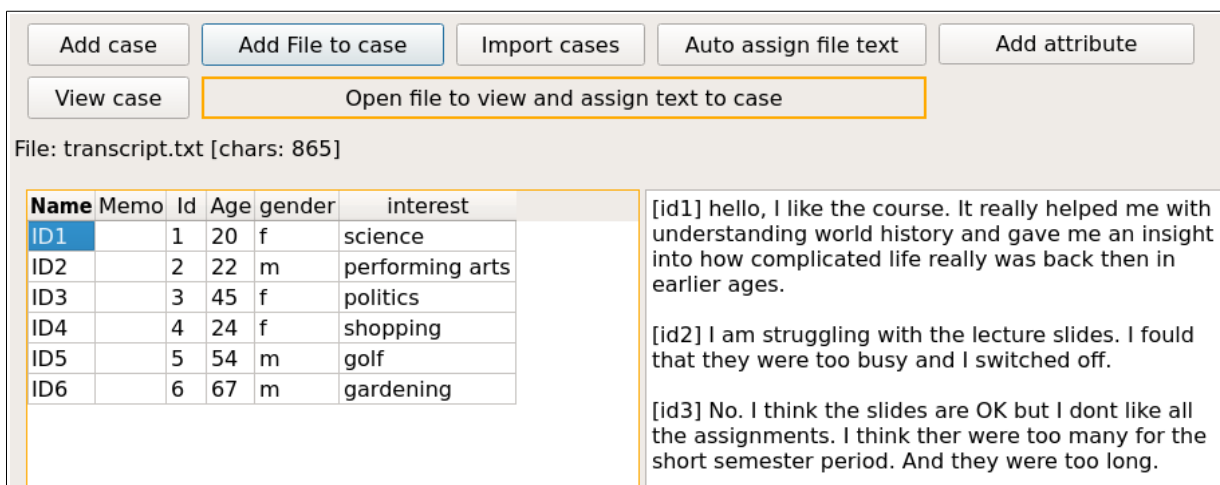 Add case Add File to case Import cases Auto assign file text Add attribute
View case Open file to view and assign text to case
File: transcript.txt [chars: 865]
Name Memo Id Age gender interest
ID1 1 20 f science
ID2 2 22 m performing arts
ID3 3 45 f politics
ID4 4 24 f shopping
ID5 5 54 m golf
ID6 6 67 m gardening
[id1] hello, I like the course. It really helped me with
understanding world history and gave me an insight
into how complicated life really was back then in
earlier ages.
[id2] I am struggling with the lecture slides. I fould
that they were too busy and I switched off.
[id3] No. I think the slides are OK but I dont like all
the assignments. I think ther were too many for the
short semester period. And they were too long.